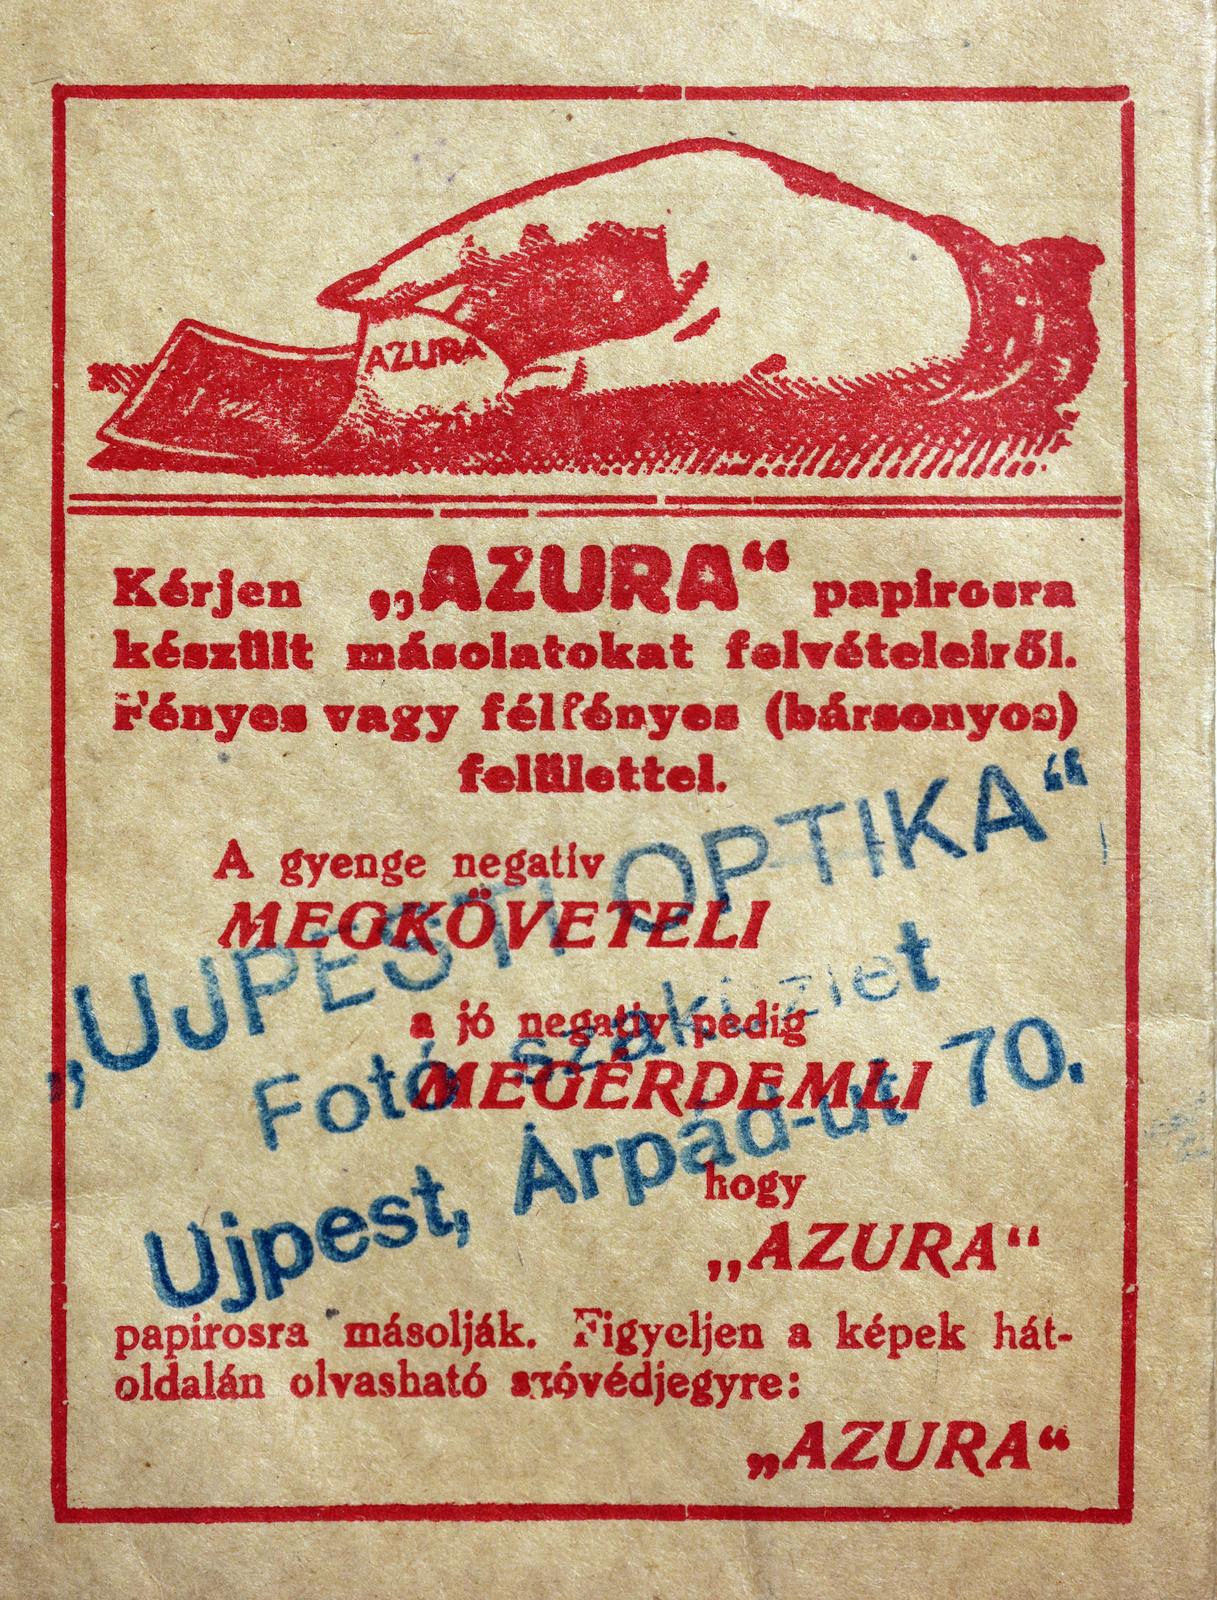 AZURA
Kérjen „AZURA“ papirosra
készült másolatokat felvételeiről.
Fényes vagy félfényes (bársonyos)
felülettel.
A gyenge negativ
MEGKÖVETELI
a jó negativ pedig
MEGÉRDEMLI
hogy
„AZURA“
papirosra másolják. Figyeljen a képek hát-
oldalán olvasható szóvédjegyre:
„AZURA“
„UJPESTI OPTIKA“
Fotó szaküzlet
Ujpest, Árpád-ut 70.